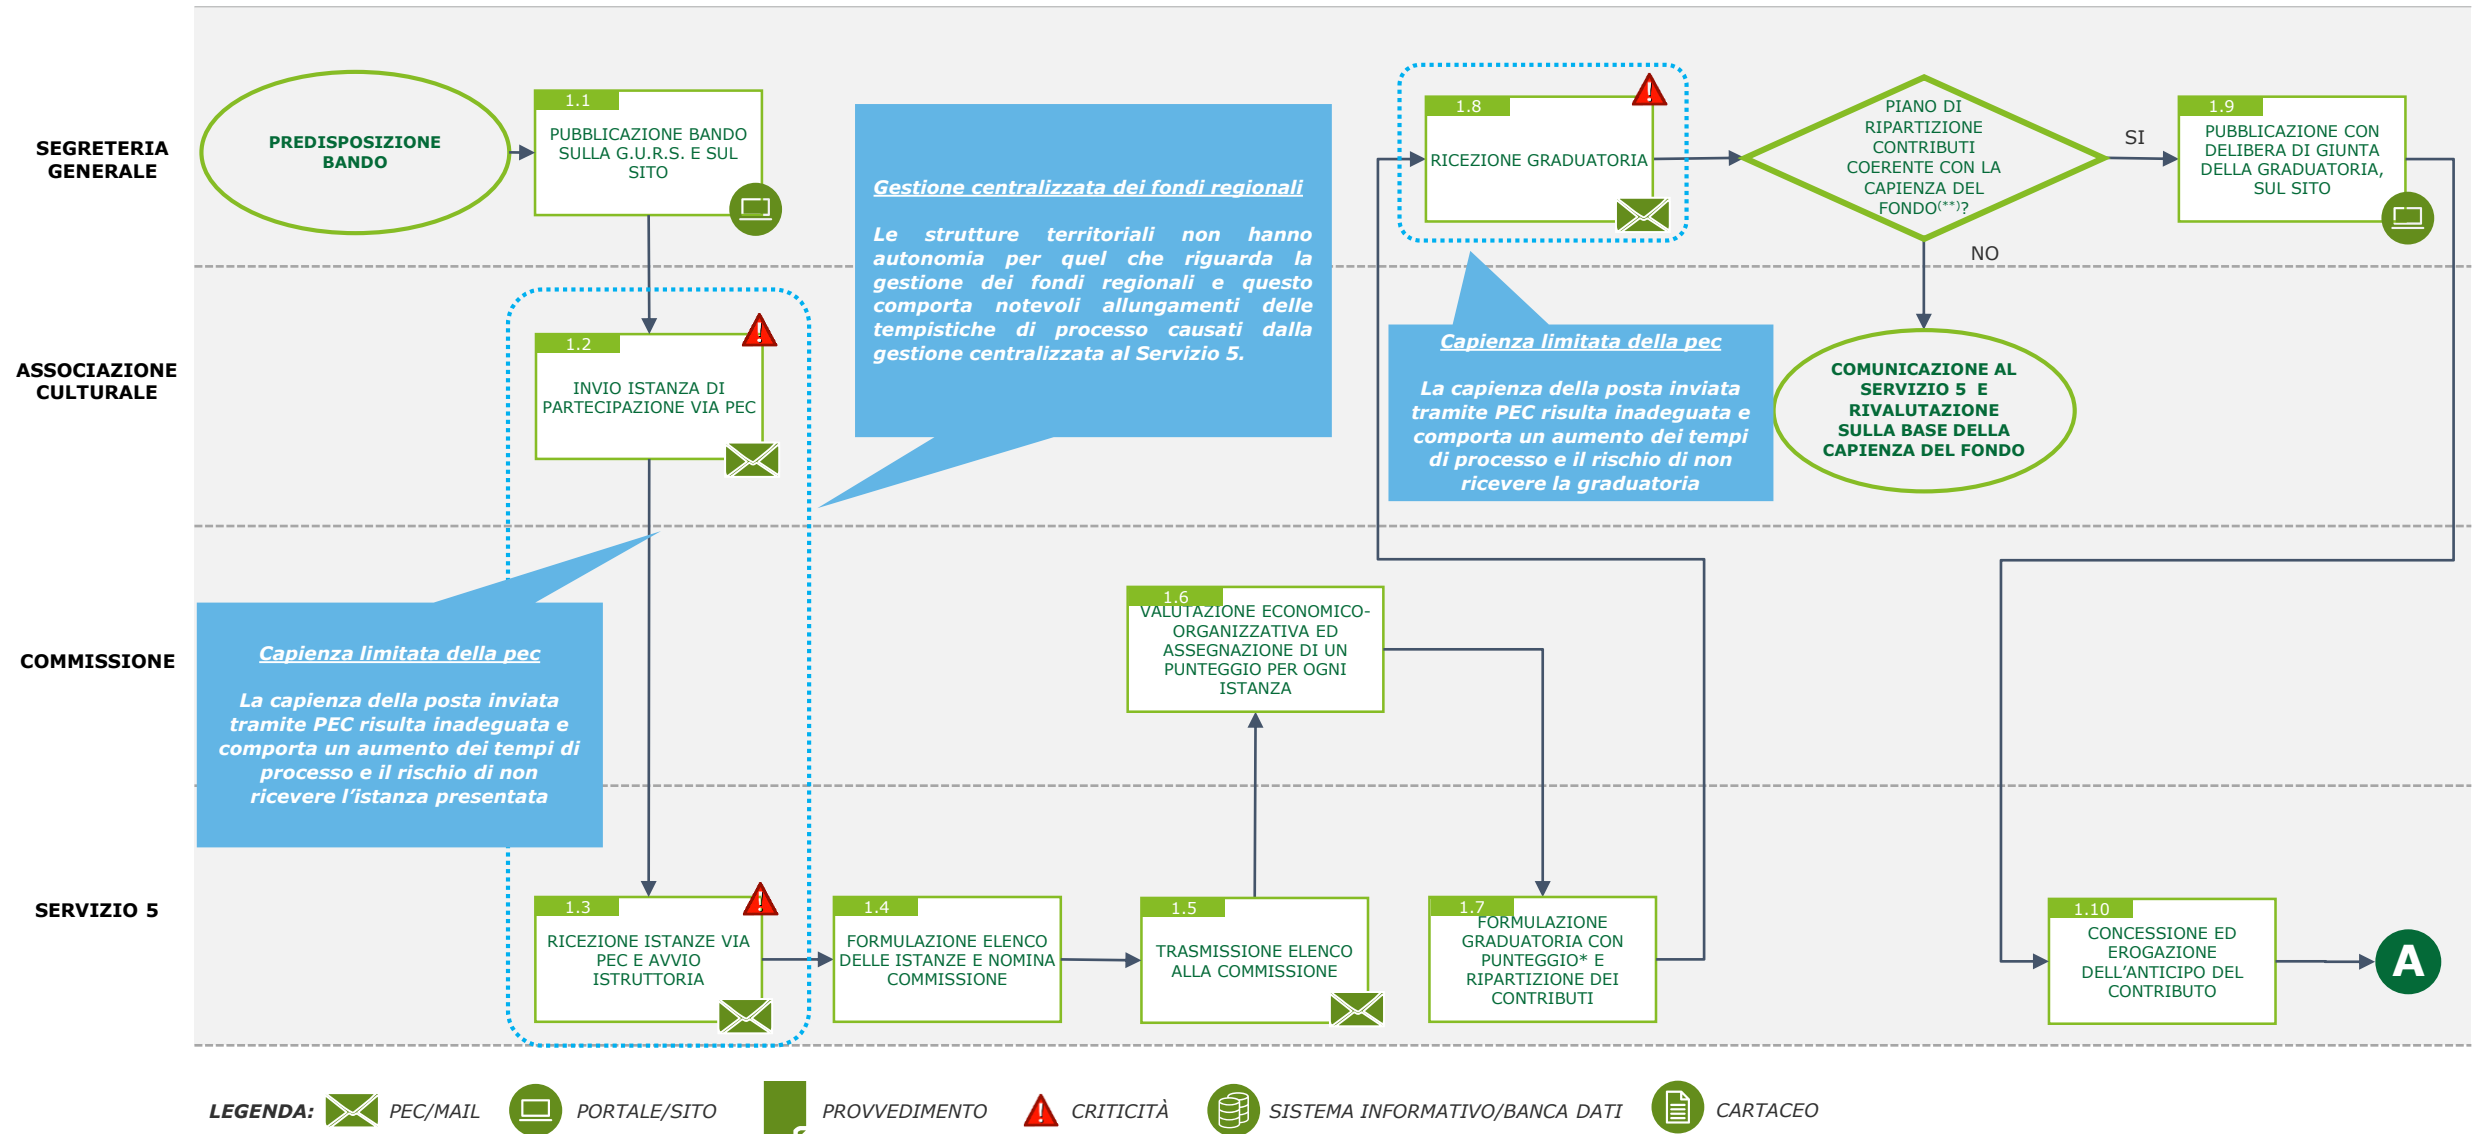 SEGRETERIA
GENERALE
PREDISPOSIZIONE
BANDO
1.1
PUBBLICAZIONE BANDO
SULLA G.U.R.S. E SUL
SITO
Gestione centralizzata dei fondi regionali
Le strutture territoriali non hanno
autonomia per quel che riguarda la
gestione dei fondi regionali e questo
comporta notevoli allungamenti delle
tempistiche di processo causati dalla
gestione centralizzata al Servizio 5.
1.8
RICEZIONE GRADUATORIA
PIANO DI
RIPARTIZIONE
CONTRIBUTI
COERENTE CON LA
CAPIENZA DEL
FONDO(**)?
SI
NO
1.9
PUBBLICAZIONE CON
DELIBERA DI GIUNTA
DELLA GRADUATORIA,
SUL SITO
ASSOCIAZIONE
CULTURALE
1.2
INVIO ISTANZA DI
PARTECIPAZIONE VIA PEC
Capienza limitata della pec
La capienza della posta inviata
tramite PEC risulta inadeguata e
comporta un aumento dei tempi
di processo e il rischio di non
ricevere la graduatoria
COMUNICAZIONE AL
SERVIZIO 5 E
RIVALUTAZIONE
SULLA BASE DELLA
CAPIENZA DEL FONDO
COMMISSIONE
Capienza limitata della pec
La capienza della posta inviata
tramite PEC risulta inadeguata e
comporta un aumento dei tempi di
processo e il rischio di non
ricevere l’istanza presentata
1.6
VALUTAZIONE ECONOMICO-
ORGANIZZATIVA ED
ASSEGNAZIONE DI UN
PUNTEGGIO PER OGNI
ISTANZA
SERVIZIO 5
1.3
RICEZIONE ISTANZE VIA
PEC E AVVIO
ISTRUTTORIA
1.4
FORMULAZIONE ELENCO
DELLE ISTANZE E NOMINA
COMMISSIONE
1.5
TRASMISSIONE ELENCO
ALLA COMMISSIONE
1.7
FORMULAZIONE
GRADUATORIA CON
PUNTEGGIO* E
RIPARTIZIONE DEI
CONTRIBUTI
1.10
CONCESSIONE ED
EROGAZIONE
DELL’ANTICIPO DEL
CONTRIBUTO
A
LEGENDA: PEC/MAIL PORTALE/SITO PROVVEDIMENTO CRITICITÀ SISTEMA INFORMATIVO/BANCA DATI CARTACEO